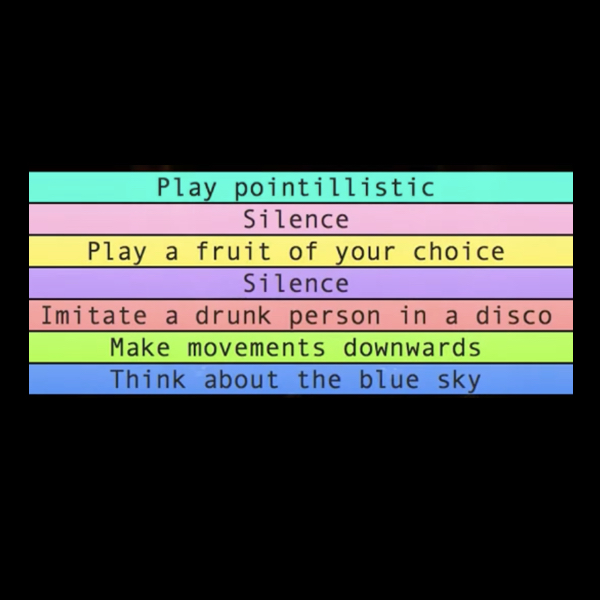 Play pointillistic
Silence
Play a fruit of your choice
Silence
Imitate a drunk person in a disco
Make movements downwards
Think about the blue sky